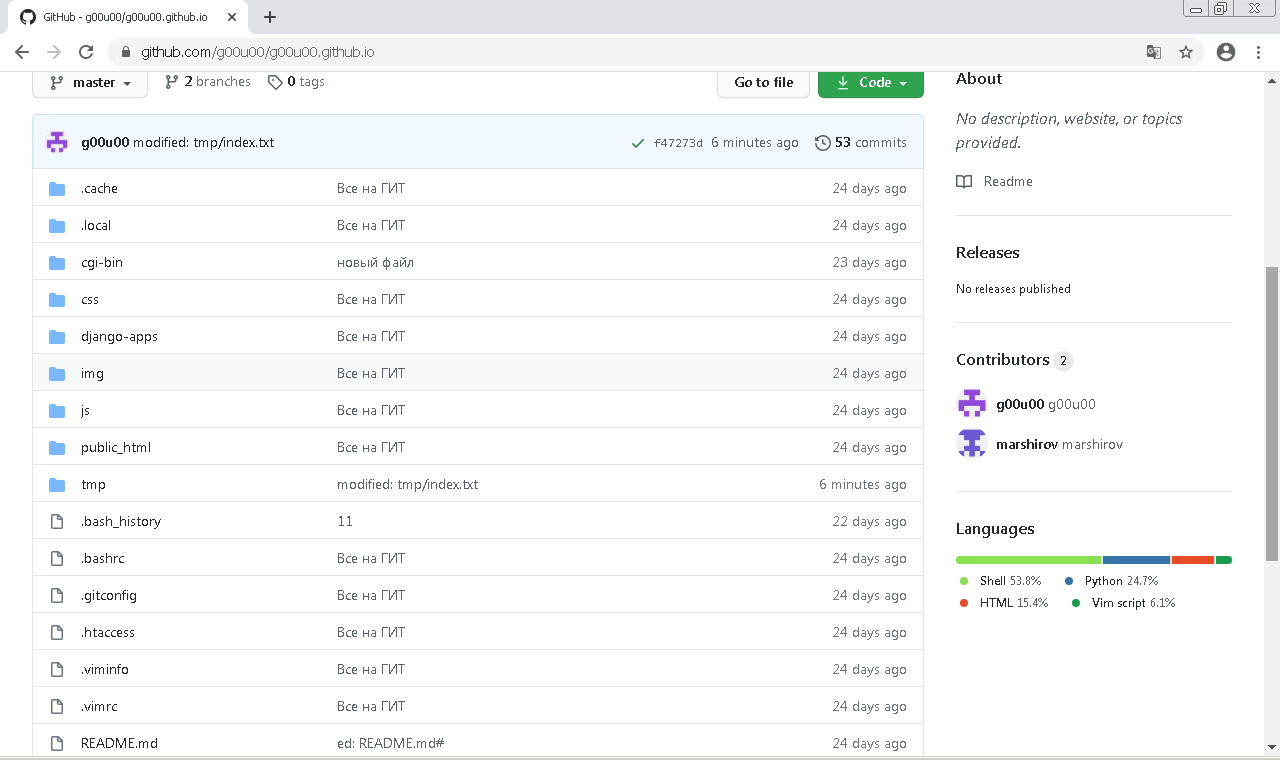 GitHub - g00u00/g00u00.github.io
github.com/g00u00/g00u00.github.io
master
2 branches
0 tags
Go to file
Code
g00u00 modified: tmp/index.txt
f47273d 6 minutes ago
53 commits
.cache Все на ГИТ 24 days ago
.local Все на ГИТ 24 days ago
cgi-bin новый файл 23 days ago
css Все на ГИТ 24 days ago
django-apps Все на ГИТ 24 days ago
img Все на ГИТ 24 days ago
js Все на ГИТ 24 days ago
public_html Все на ГИТ 24 days ago
tmp modified: tmp/index.txt 6 minutes ago
.bash_history 11 22 days ago
.bashrc Все на ГИТ 24 days ago
.gitconfig Все на ГИТ 24 days ago
.htaccess Все на ГИТ 24 days ago
.viminfo Все на ГИТ 24 days ago
.vimrc Все на ГИТ 24 days ago
README.md ed: README.md# 24 days ago
About
No description, website, or topics
provided.
Readme
Releases
No releases published
Contributors 2
g00u00 g00u00
marshirov marshirov
Languages
Shell 53.8% Python 24.7%
HTML 15.4% Vim script 6.1%